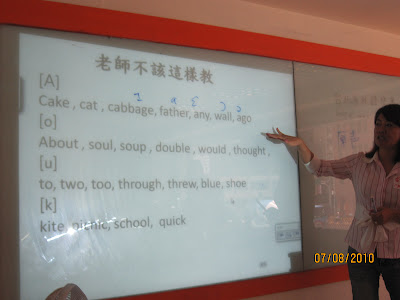 老師不該這樣教
[A]
Cake , cat , cabbage, father, any, wall, ago
[o]
About , soul, soup , double , would , thought ,
[u]
to, two, too, through, threw, blue, shoe
[k]
kite, picnic, school, quick
07/08/2010